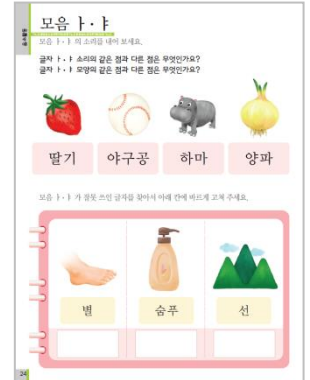 모음 ㅏ·ㅑ
모음 ㅏ·ㅑ 의 소리를 내어 보세요.
글자 ㅏ·ㅑ 소리의 같은 점과 다른 점은 무엇인가요?
글자 ㅏ·ㅑ 모양의 같은 점과 다른 점은 무엇인가요?
딸기 야구공 하마 양파
모음 ㅏ·ㅑ 가 잘못 쓰인 글자를 찾아서 아래 칸에 바르게 고쳐 주세요.
별 숨푸 선
24